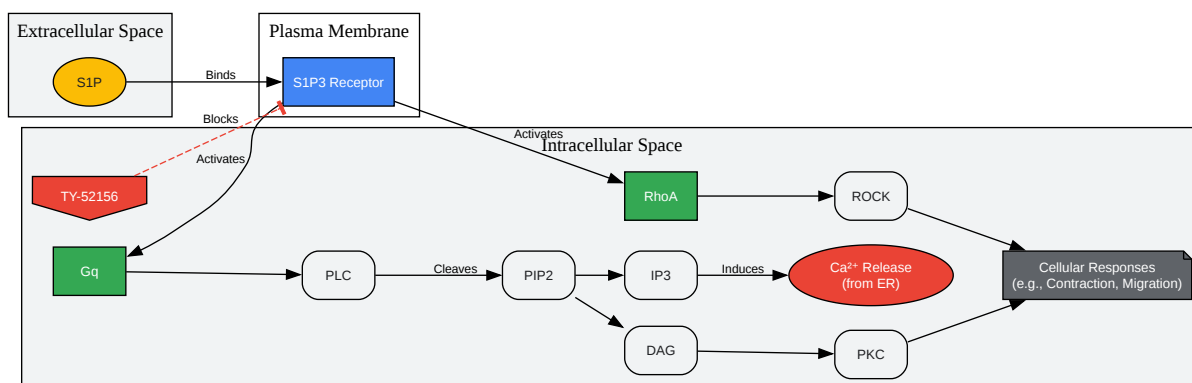 Extracellular Space
Plasma Membrane
S1P
Binds
S1P3 Receptor
Blocks
Activates
Activates
Intracellular Space
TY-52156
RhoA
ROCK
Gq
PLC
Cleaves
PIP2
IP3
Induces
Ca²⁺ Release
(from ER)
Cellular Responses
(e.g., Contraction, Migration)
DAG
PKC